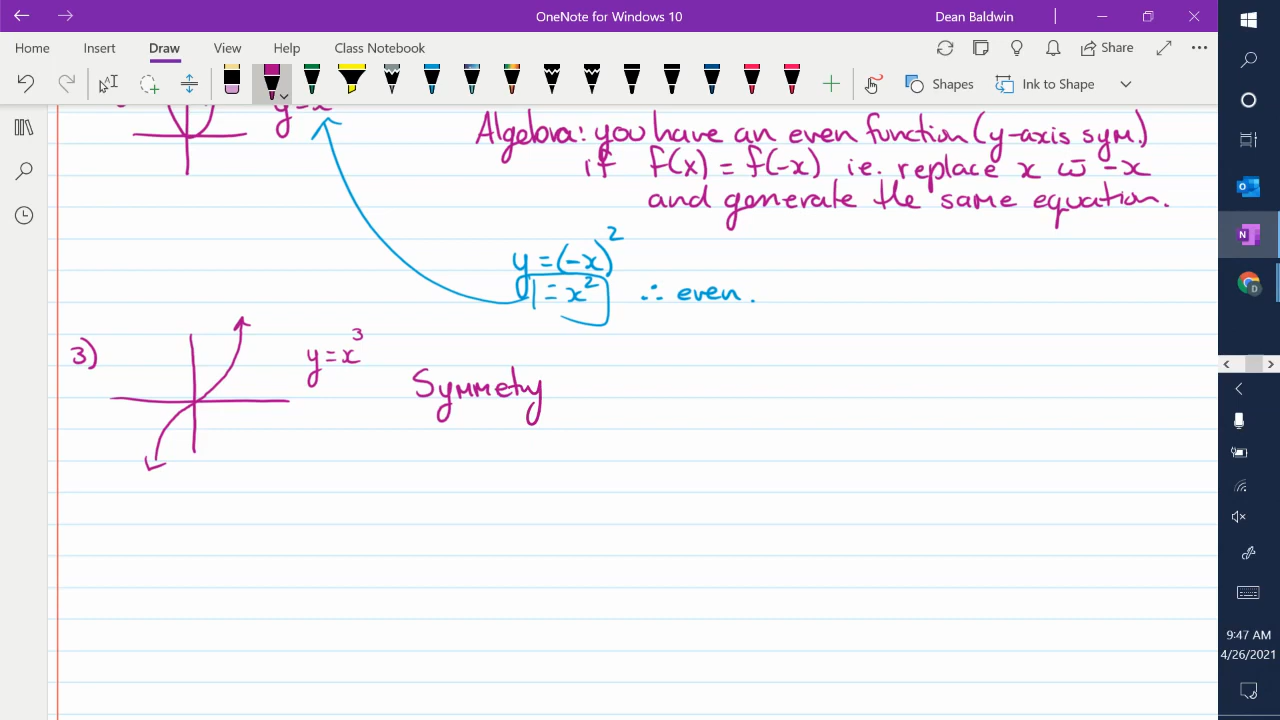 OneNote for Windows 10
Dean Baldwin
Home Insert Draw View Help Class Notebook
Share
Shapes Ink to Shape
Algebra: you have an even function (y-axis sym.)
if f(x) = f(-x) i.e. replace x w -x
and generate the same equation.
y = (-x)²
= x² ∴ even.
3)
y = x³
Symmetry
9:47 AM
4/26/2021